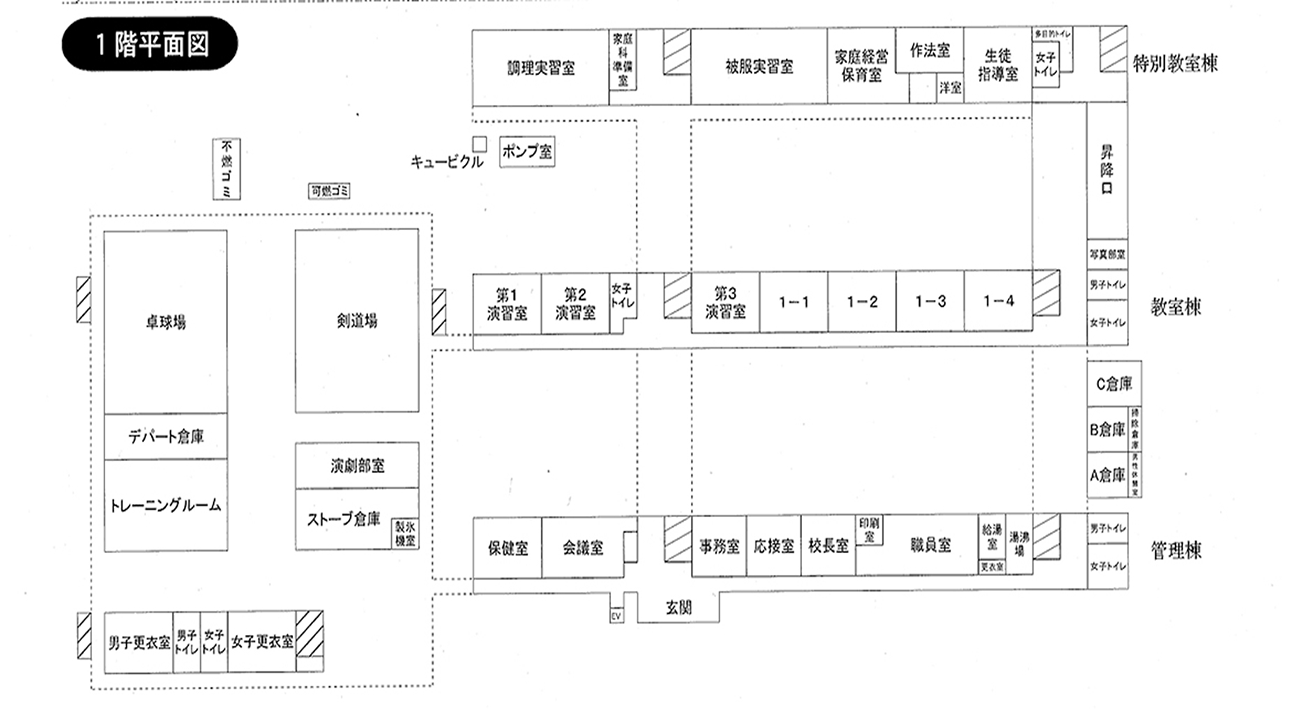 1階平面図
調理実習室
家庭
科
準備
室
被服実習室
家庭経営
保育室
作法室
洋室
生徒
指導室
多目的トイレ
女子
トイレ
特別教室棟
キュービクル
ポンプ室
不燃ゴミ
可燃ゴミ
昇降口
写真部室
男子トイレ
女子トイレ
卓球場
剣道場
第1
演習室
第2
演習室
女子
トイレ
第3
演習室
1-1
1-2
1-3
1-4
教室棟
デパート倉庫
トレーニングルーム
演劇部室
ストーブ倉庫
製氷
機室
C倉庫
B倉庫
掃除倉庫
A倉庫
男性休憩室
保健室
会議室
事務室
応接室
校長室
印刷
室
職員室
給湯
室
更衣室
湯沸
場
男子トイレ
女子トイレ
管理棟
EV
玄関
男子更衣室
男子
トイレ
女子
トイレ
女子更衣室